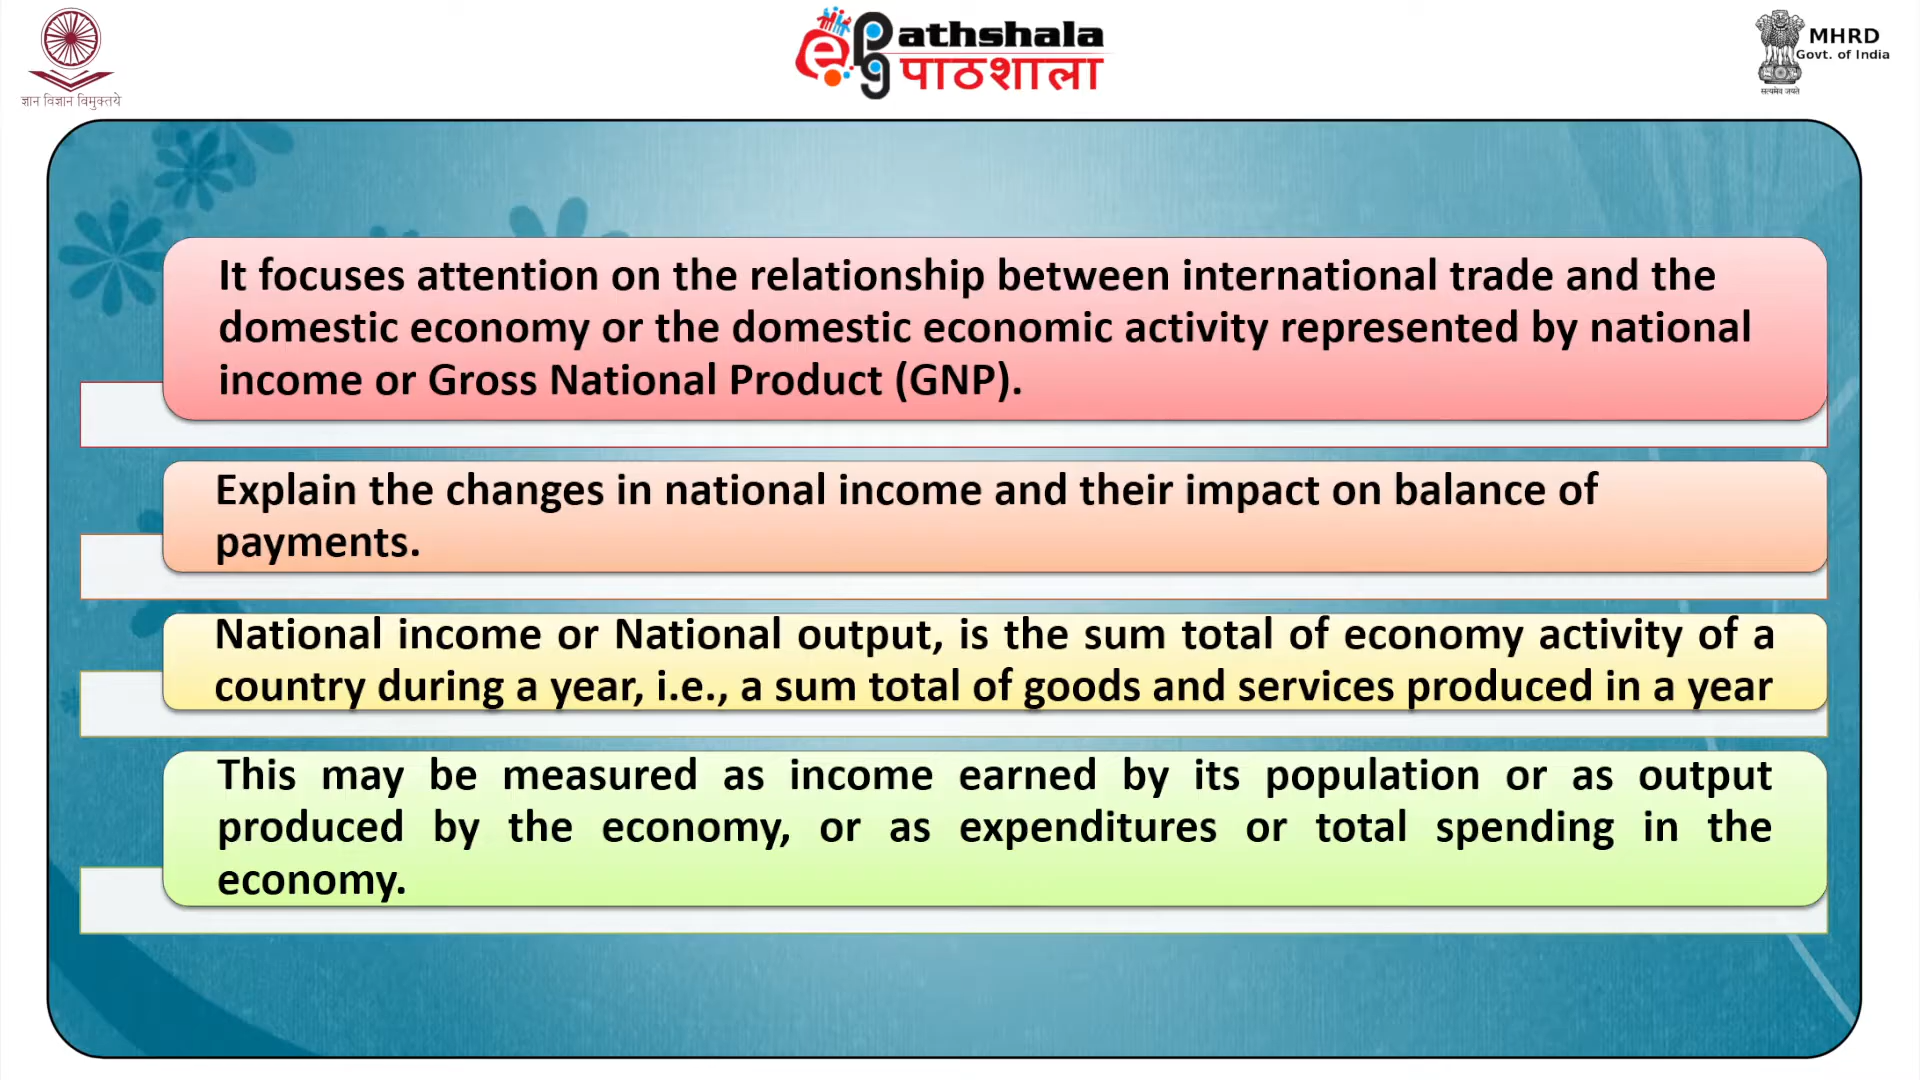 ज्ञान विज्ञान विमुक्तये
ePathshala
पाठशाला
MHRD
Govt. of India
सत्यमेव जयते
It focuses attention on the relationship between international trade and the
domestic economy or the domestic economic activity represented by national
income or Gross National Product (GNP).
Explain the changes in national income and their impact on balance of
payments.
National income or National output, is the sum total of economy activity of a
country during a year, i.e., a sum total of goods and services produced in a year
This may be measured as income earned by its population or as output
produced by the economy, or as expenditures or total spending in the
economy.